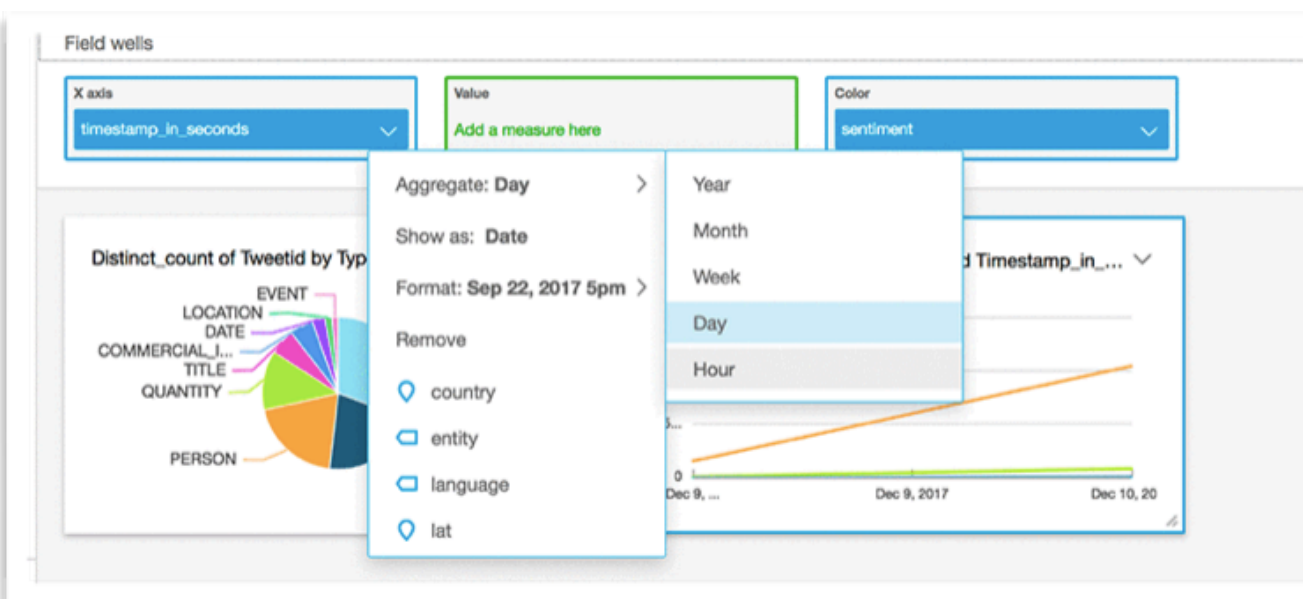 Field wells
X axis
timestamp_in_seconds
Value
Add a measure here
Color
sentiment
Aggregate: Day
Show as: Date
Format: Sep 22, 2017 5pm
Remove
country
entity
language
lat
Year
Month
Week
Day
Hour
Distinct_count of Tweetid by Typ
EVENT
LOCATION
DATE
COMMERCIAL_I...
TITLE
QUANTITY
PERSON
d Timestamp_in_...
5...
0
Dec 9, ...
Dec 9, 2017
Dec 10, 20